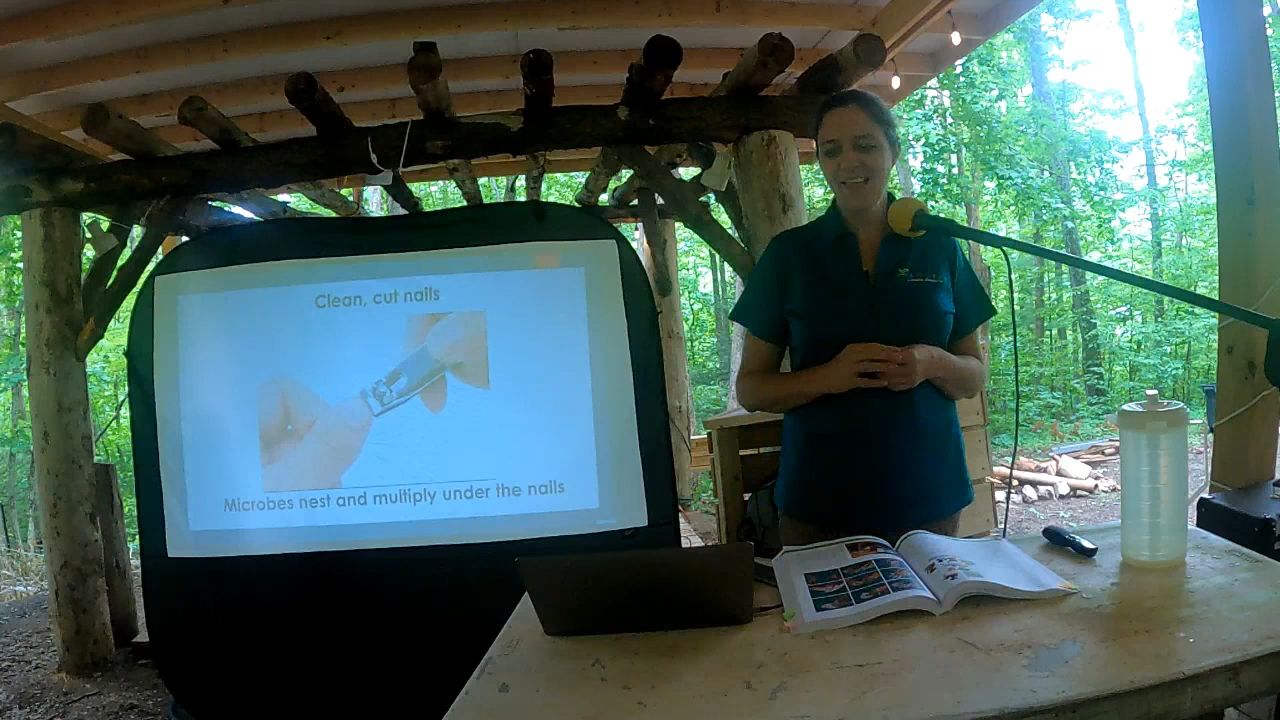 Clean, cut nails
Microbes nest and multiply under the nails